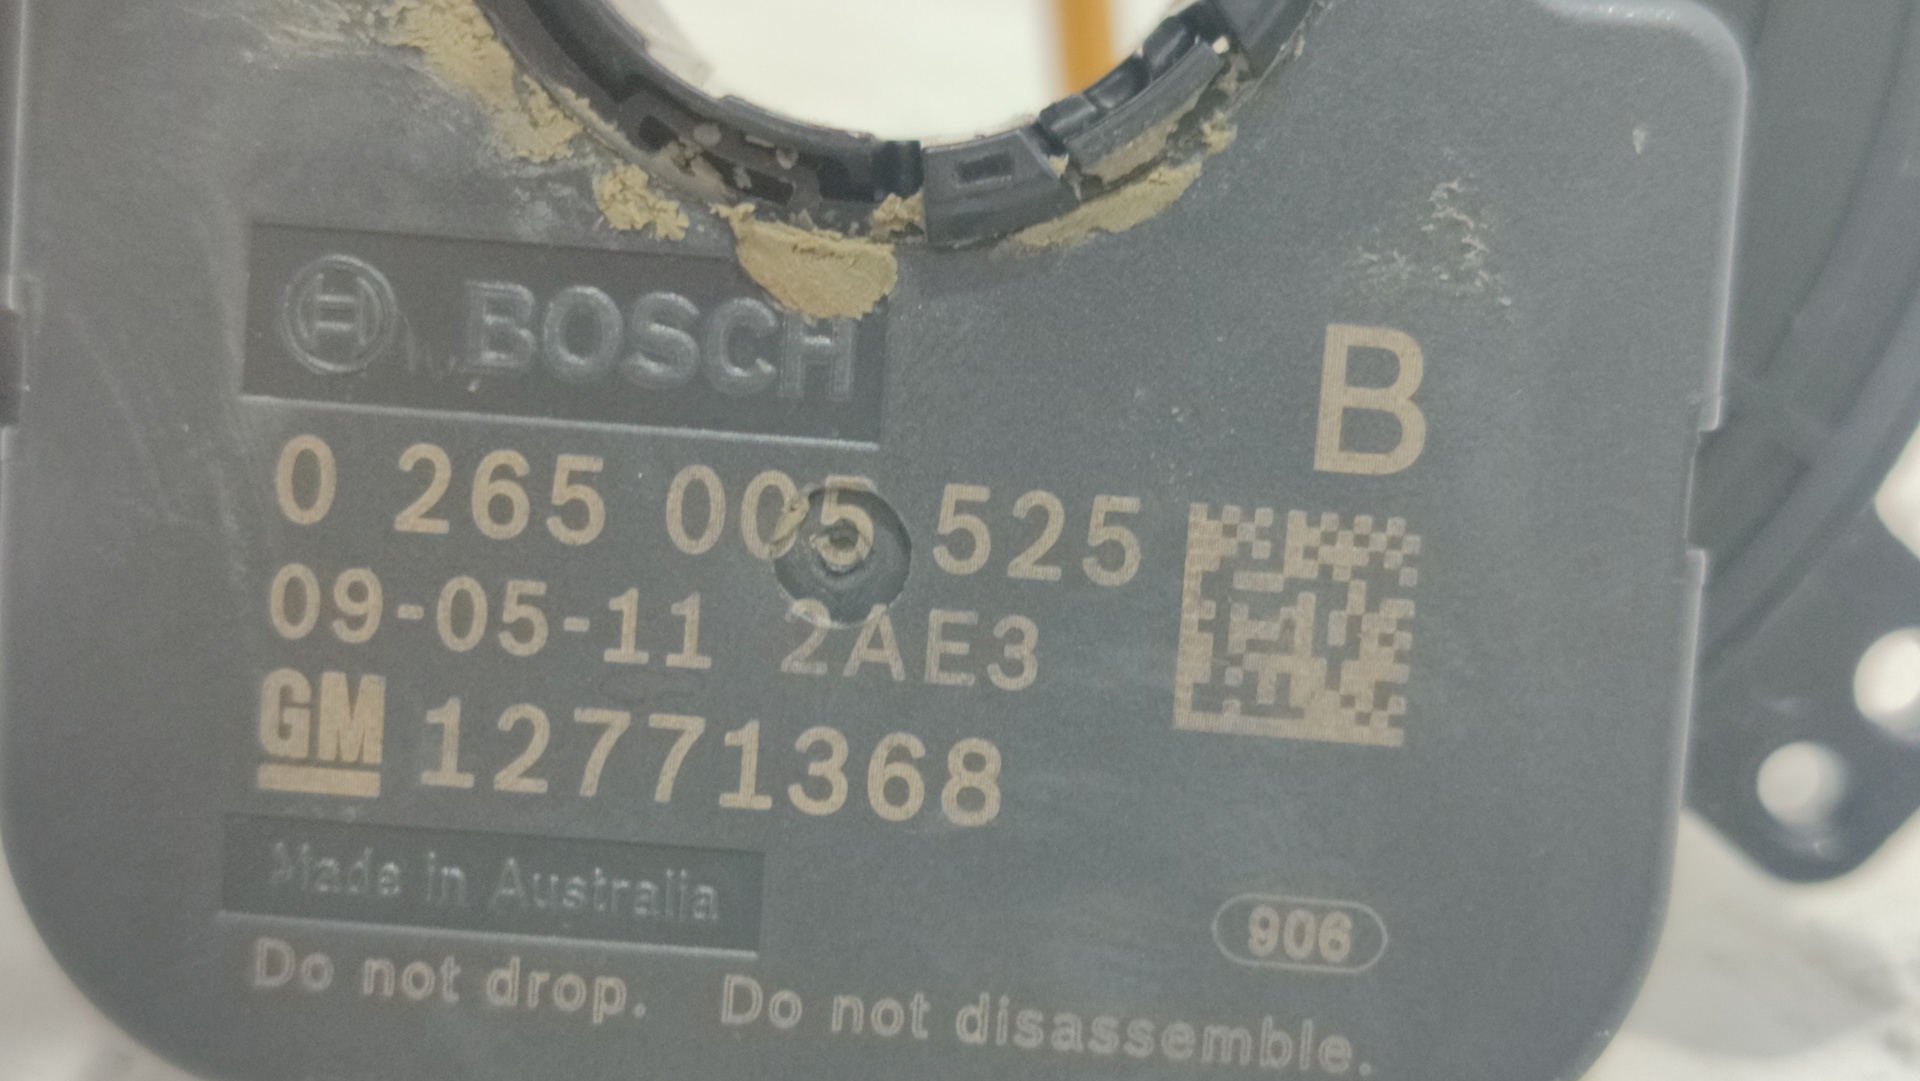 BOSCH
B
0 265 005 525
09-05-11 2AE3
GM 12771368
Made in Australia
906
Do not drop. Do not disassemble.